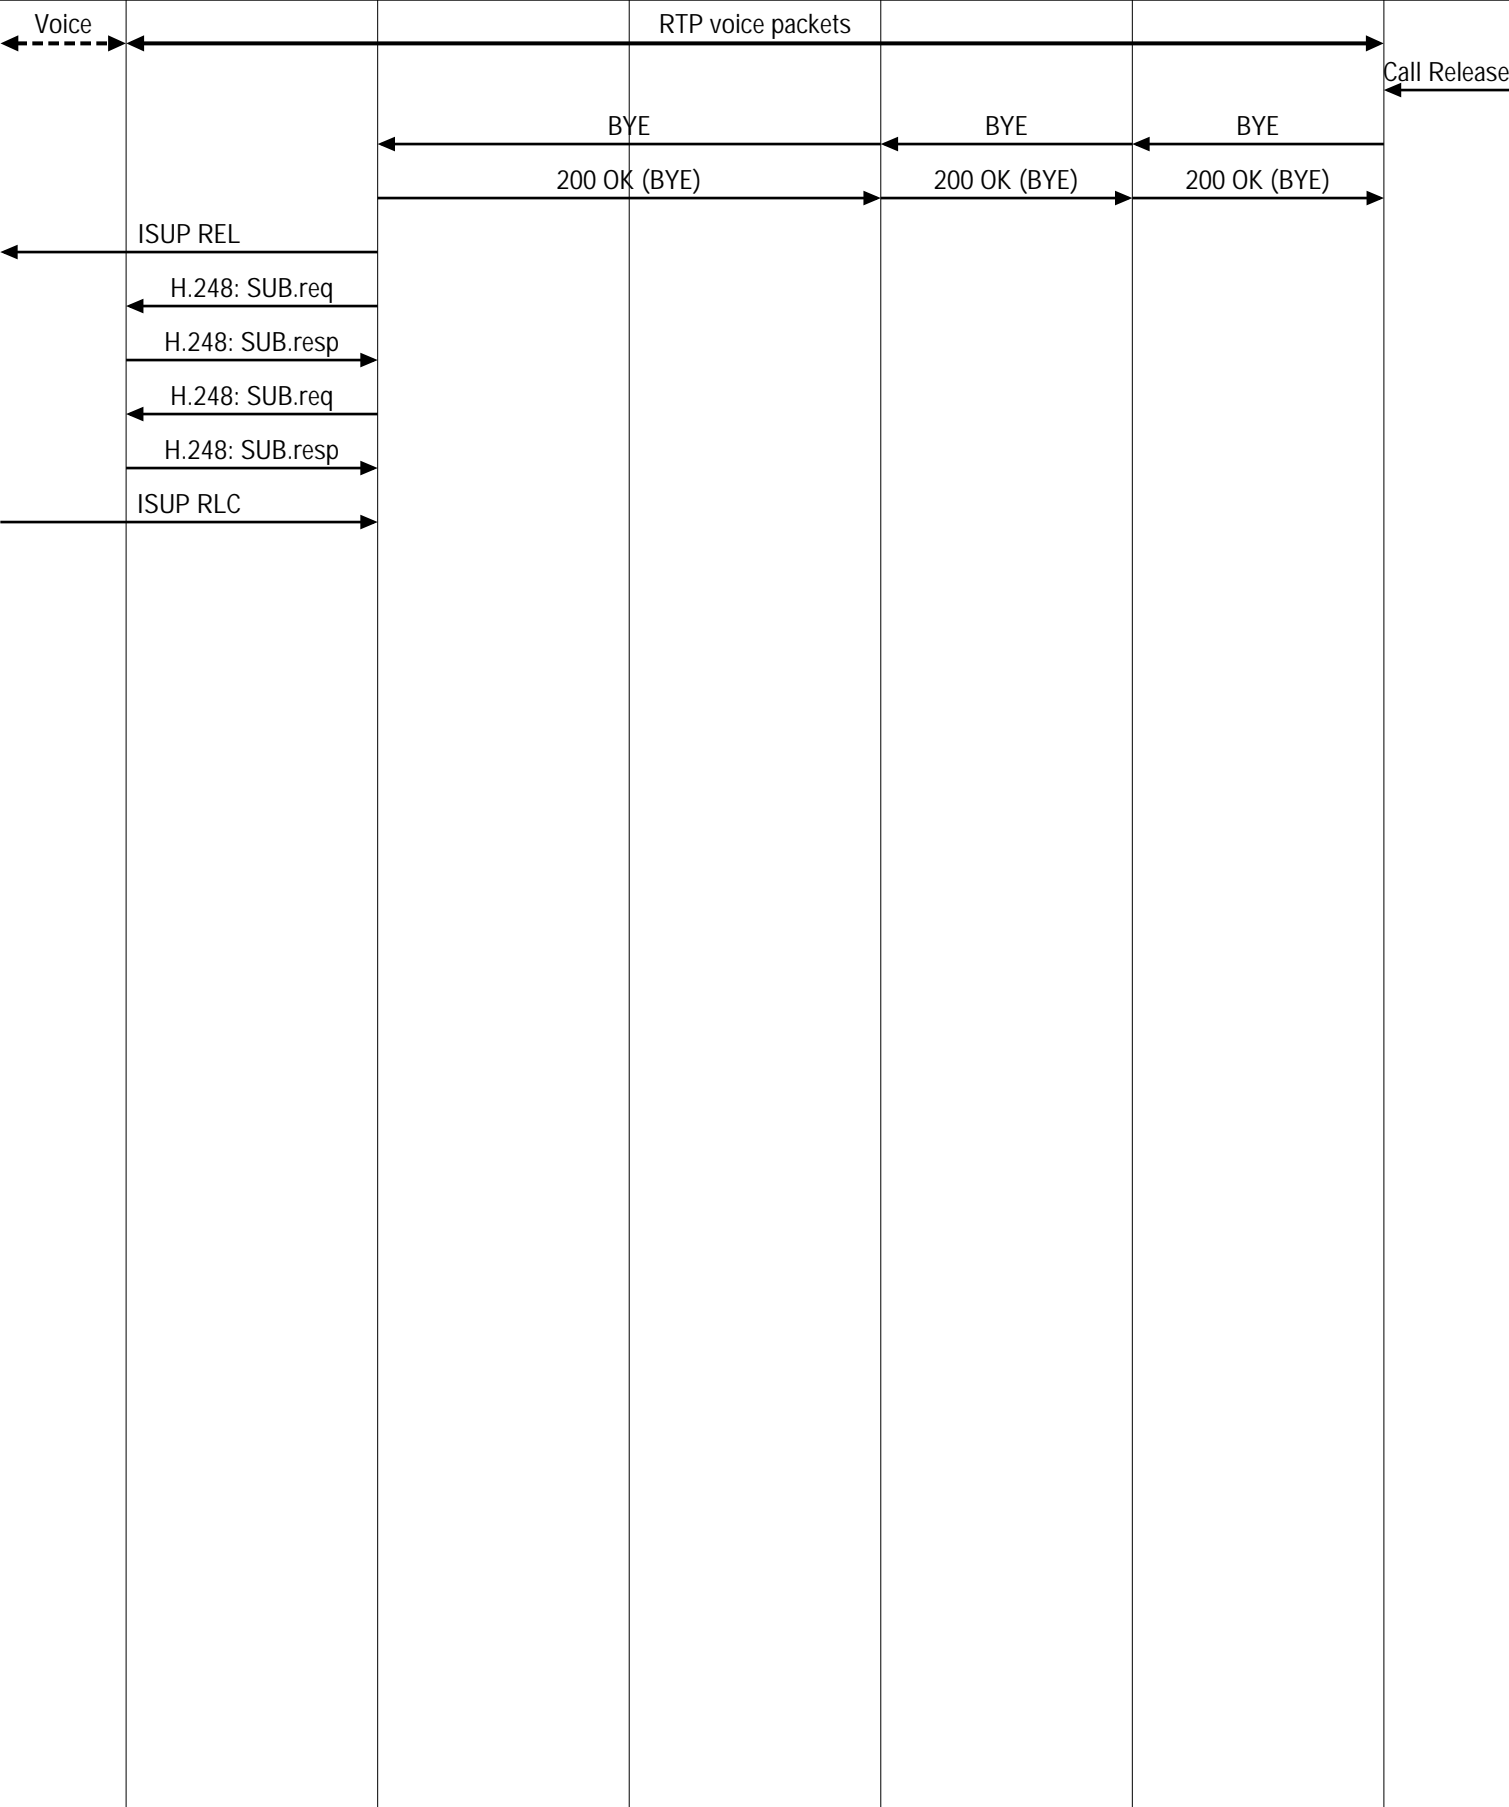 Voice
RTP voice packets
Call Release
BYE
BYE
BYE
200 OK (BYE)
200 OK (BYE)
200 OK (BYE)
ISUP REL
H.248: SUB.req
H.248: SUB.resp
H.248: SUB.req
H.248: SUB.resp
ISUP RLC